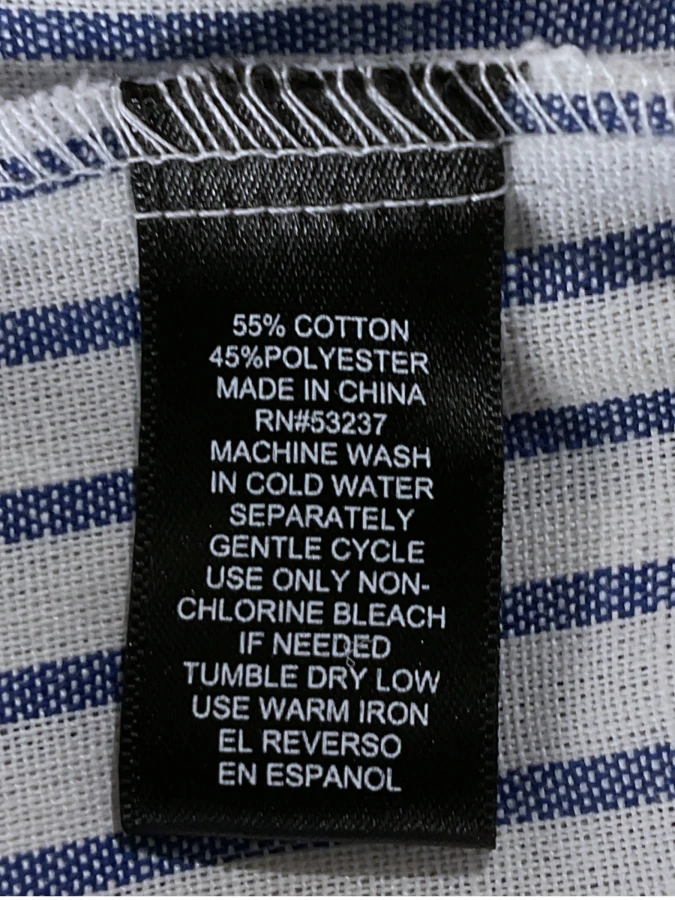 55% COTTON
45%POLYESTER
MADE IN CHINA
RN#53237
MACHINE WASH
IN COLD WATER
SEPARATELY
GENTLE CYCLE
USE ONLY NON-
CHLORINE BLEACH
IF NEEDED
TUMBLE DRY LOW
USE WARM IRON
EL REVERSO
EN ESPANOL